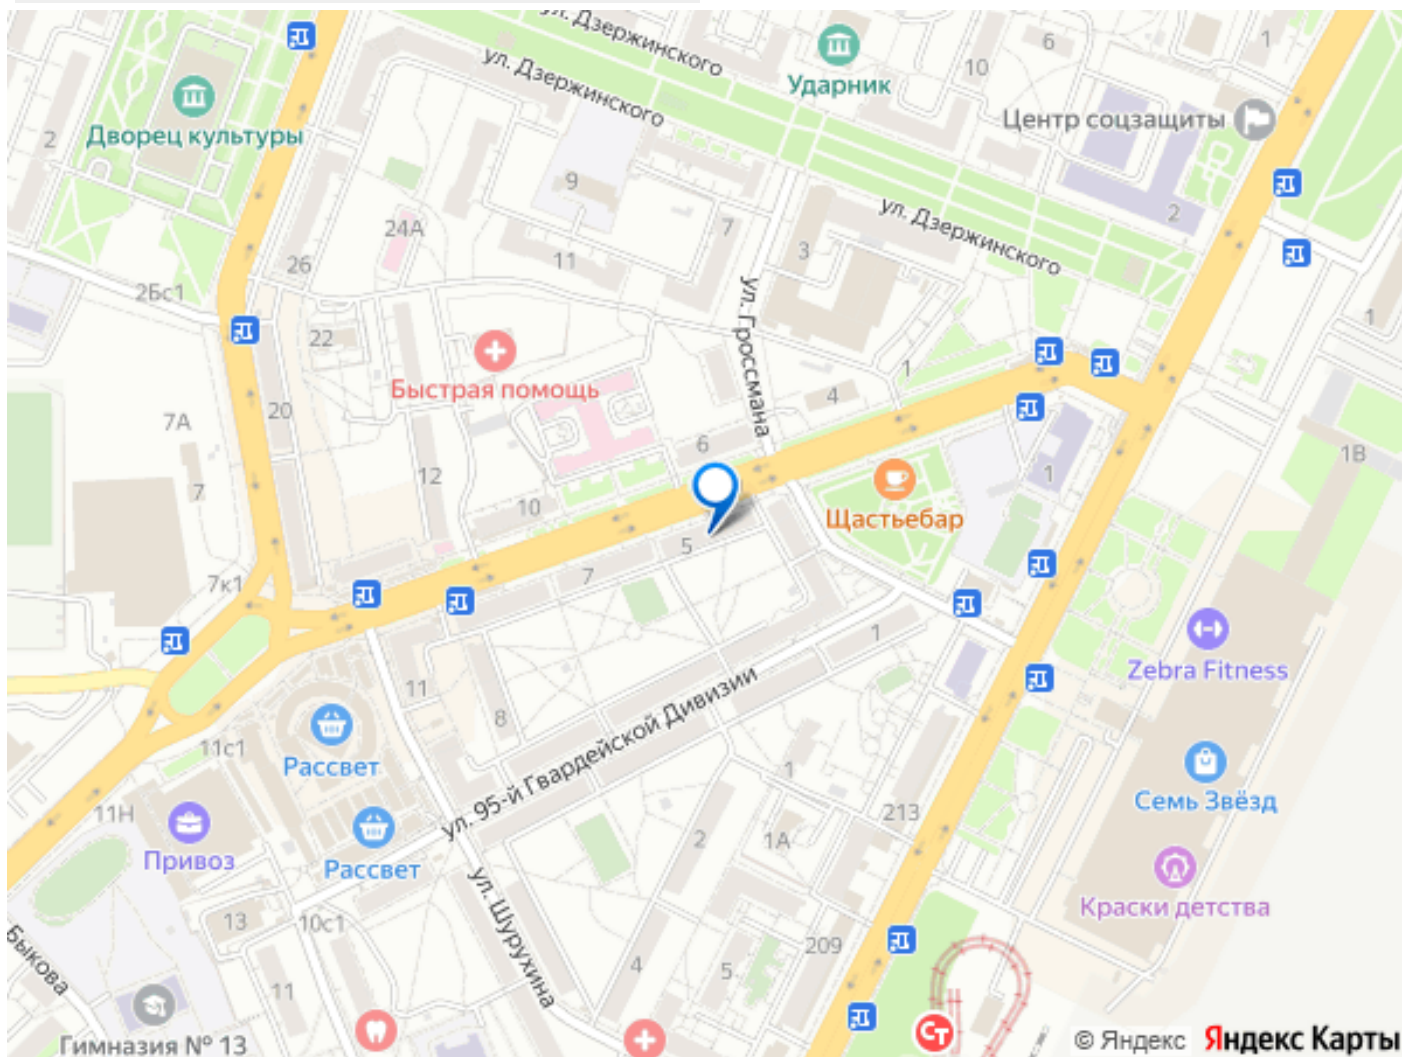 ул. Дзержинского
ул. Дзержинского
Ударник
6
1
10
Центр соцзащиты
Дворец культуры
2
9
24А
7
ул. Дзержинского
2
3
11
26
2Бс1
22
ул. Гроссмана
1
1
Быстрая помощь
4
20
7А
6
12
7
10
1В
1
Щастьебар
5
7
7к1
1
Zebra Fitness
11
8
ул. 95-й Гвардейской Дивизии
11с1
Рассвет
1
Семь Звёзд
11Н
213
2
1А
Привоз
Рассвет
ул. Шурухина
Краски детства
13
10с1
Быкова
209
4
5
11
Ст
Гимназия № 13
© Яндекс Яндекс Карты